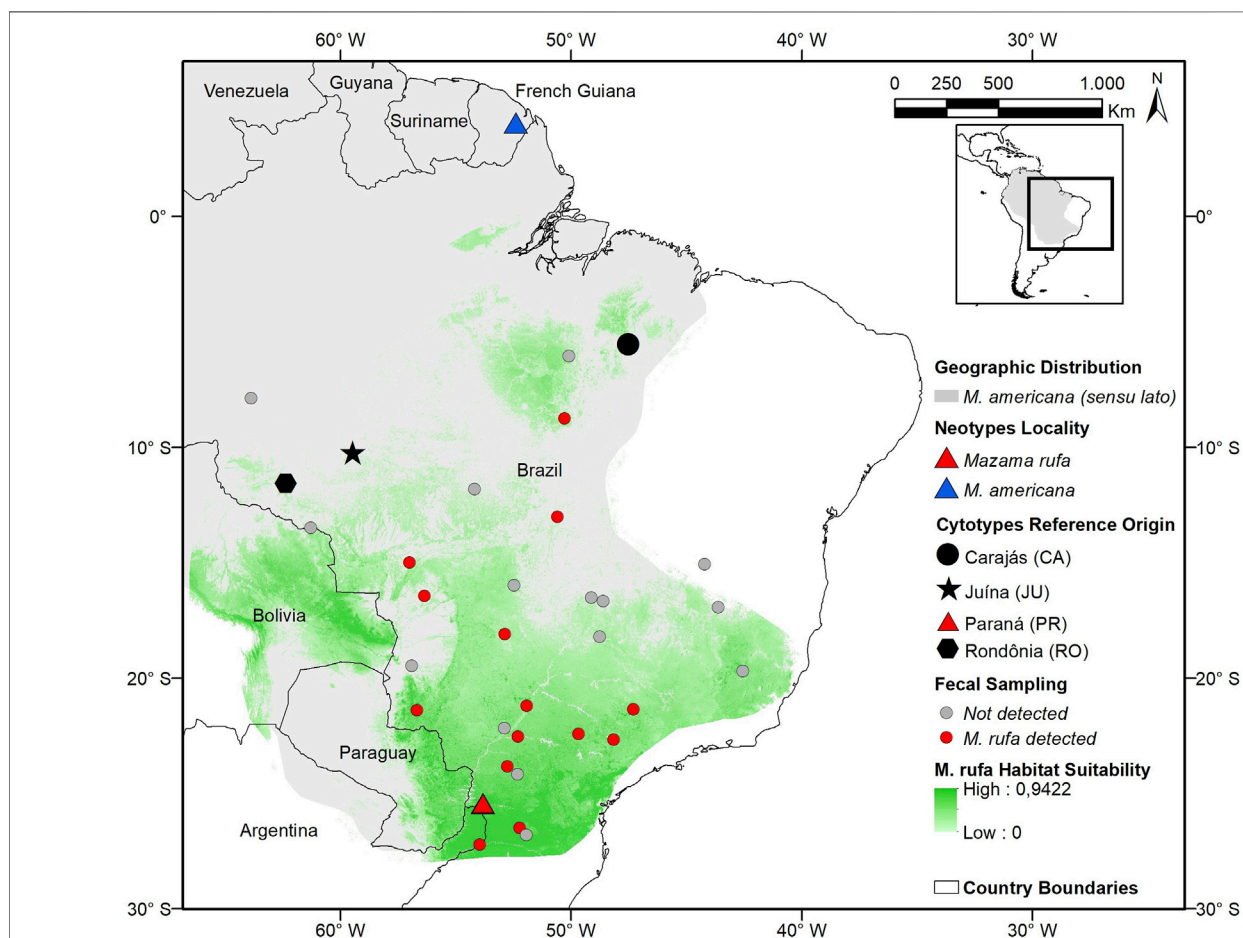 60° W 50° W 40° W 30° W
Venezuela
Guyana
French Guiana
Suriname
0 250 500 1.000
Km
N
0° 0°
10° S 10° S
Brazil
Bolivia
20° S 20° S
Paraguay
Argentina
30° S 30° S
60° W 50° W 40° W 30° W
Geographic Distribution
M. americana (sensu lato)
Neotypes Locality
Mazama rufa
M. americana
Cytotypes Reference Origin
Carajás (CA)
Juína (JU)
Paraná (PR)
Rondônia (RO)
Fecal Sampling
Not detected
M. rufa detected
M. rufa Habitat Suitability
High : 0,9422
Low : 0
Country Boundaries